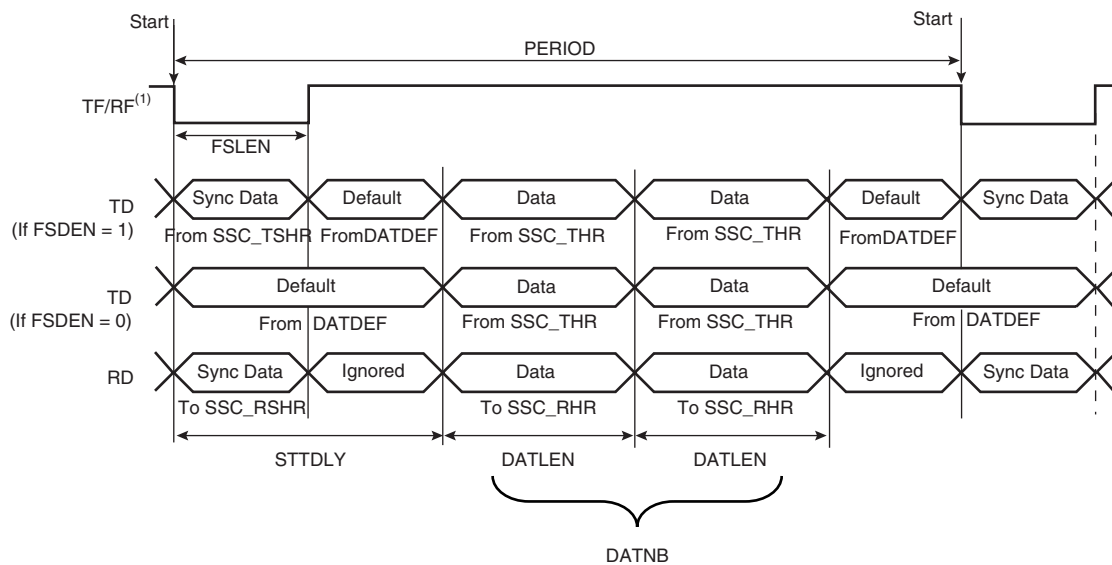 Start Start
PERIOD
TF/RF(1)
FSLEN
TD
(If FSDEN = 1)
Sync Data Default Data Data Default Sync Data
From SSC_TSHR FromDATDEF From SSC_THR From SSC_THR FromDATDEF
TD
(If FSDEN = 0)
Default Data Data Default
From DATDEF From SSC_THR From SSC_THR From DATDEF
RD
Sync Data Ignored Data Data Ignored Sync Data
To SSC_RSHR To SSC_RHR To SSC_RHR
STTDLY DATLEN DATLEN
DATNB